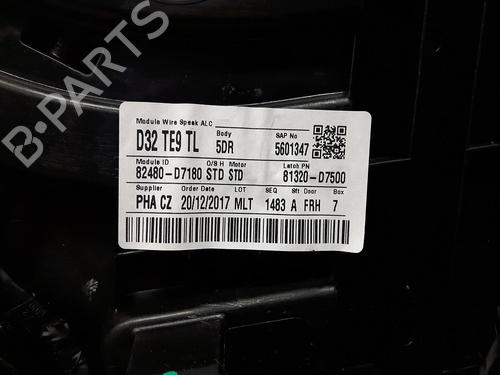 B-PARTS
Module Wire Speak ALC
Body
SAP No
D32 TE9 TL
5DR
5601347
Module ID
O/S H Motor
Latch PN
82480-D7180 STD STD
81320-D7500
Supplier
Order Date
LOT
SEQ
Sft Door
Box
PHA CZ
20/12/2017
MLT
1483
A
FRH
7